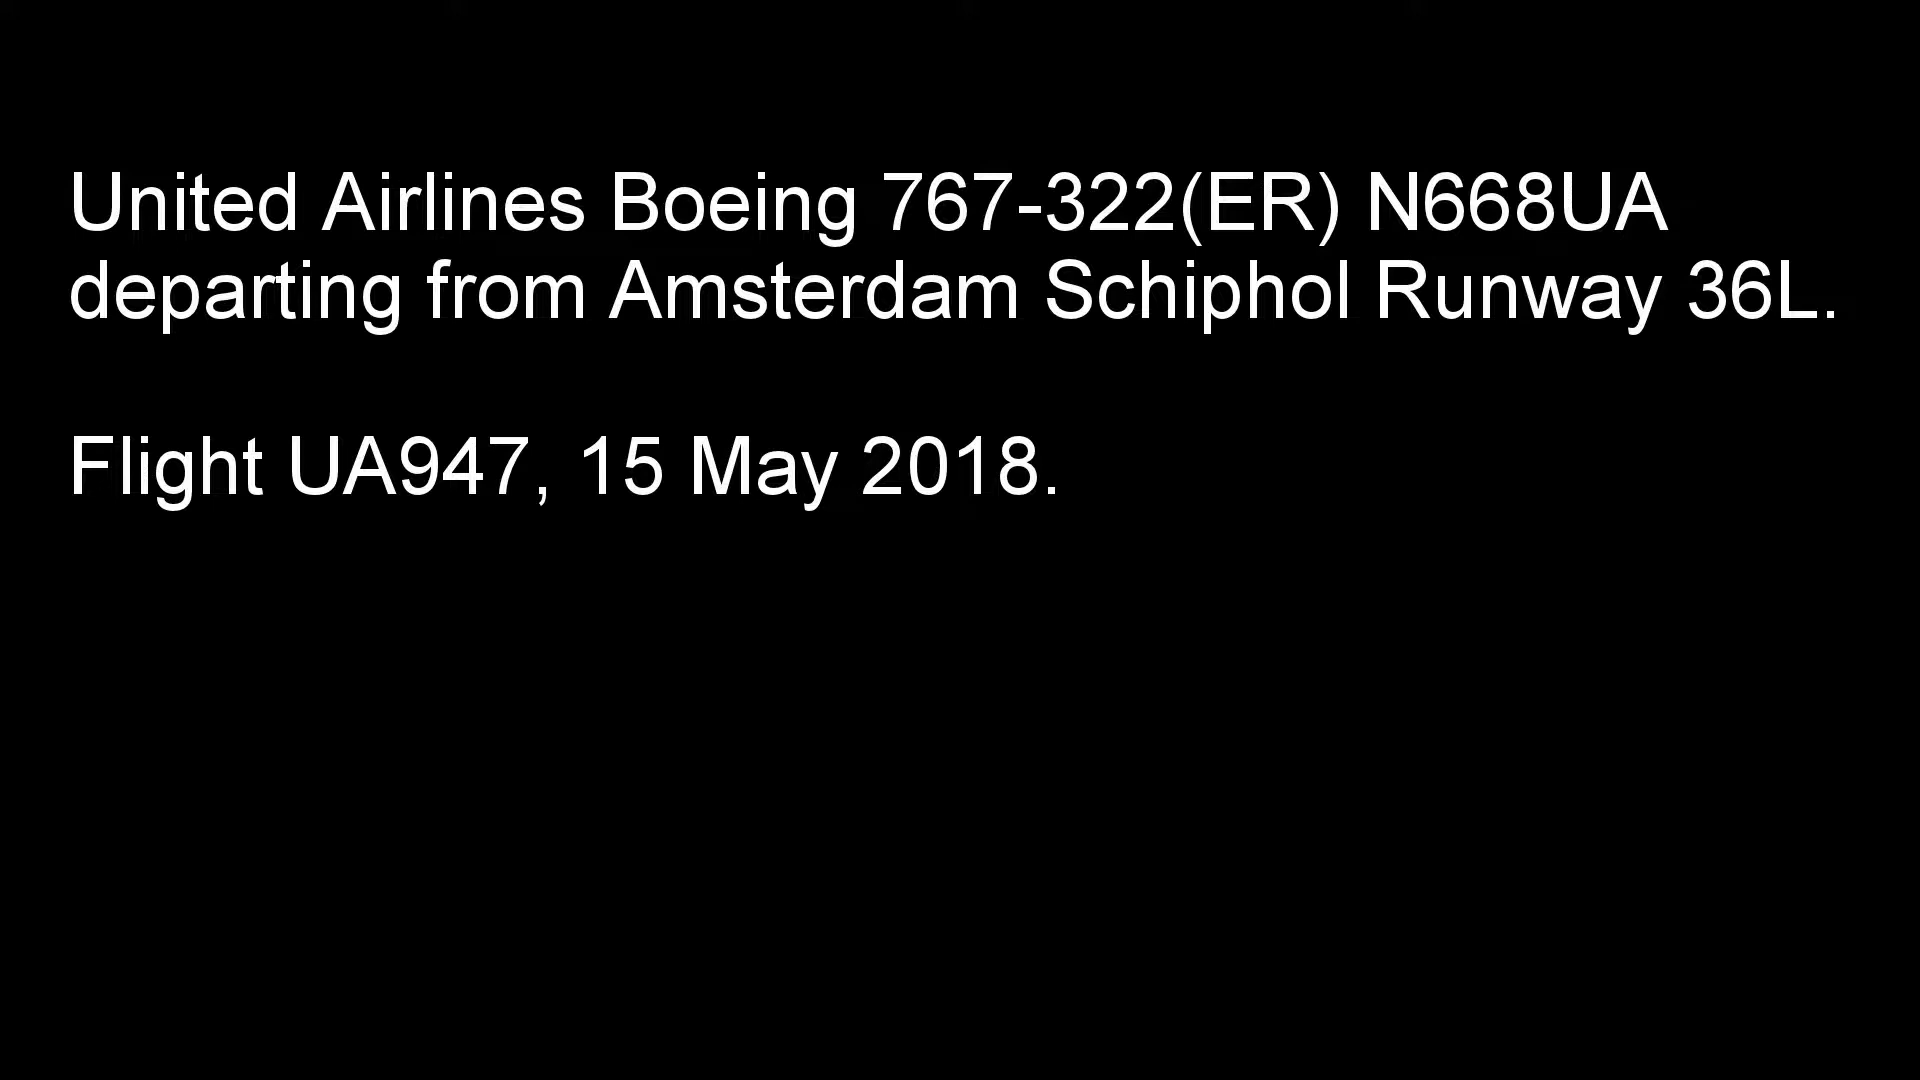 United Airlines Boeing 767-322(ER) N668UA
departing from Amsterdam Schiphol Runway 36L.
Flight UA947, 15 May 2018.